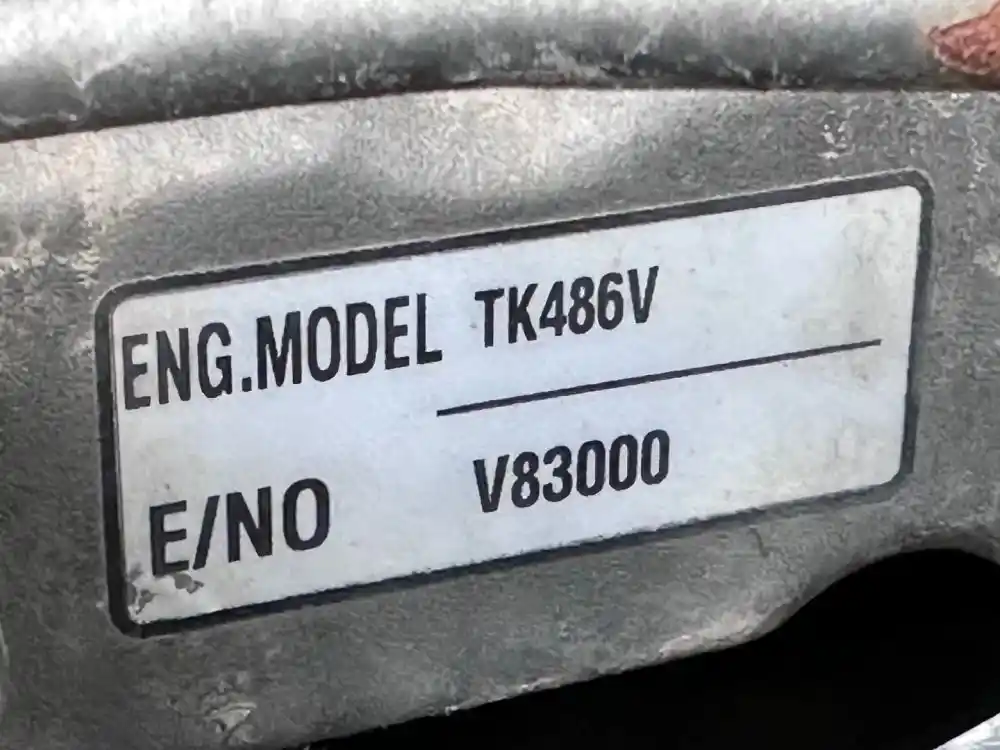 ENG.MODEL TK486V
E/NO V83000